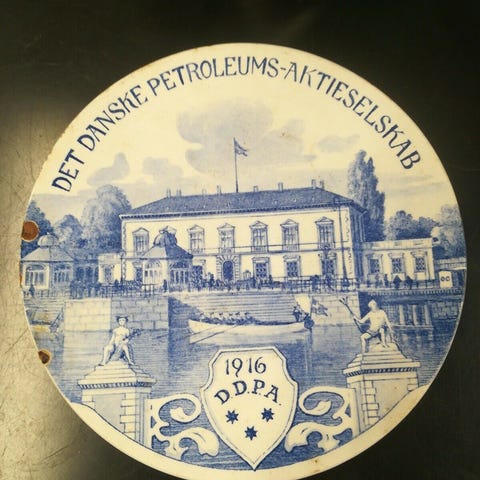 DET DANSKE PETROLEUMS-AKTIESELSKAB
1916
D.D.P.A.